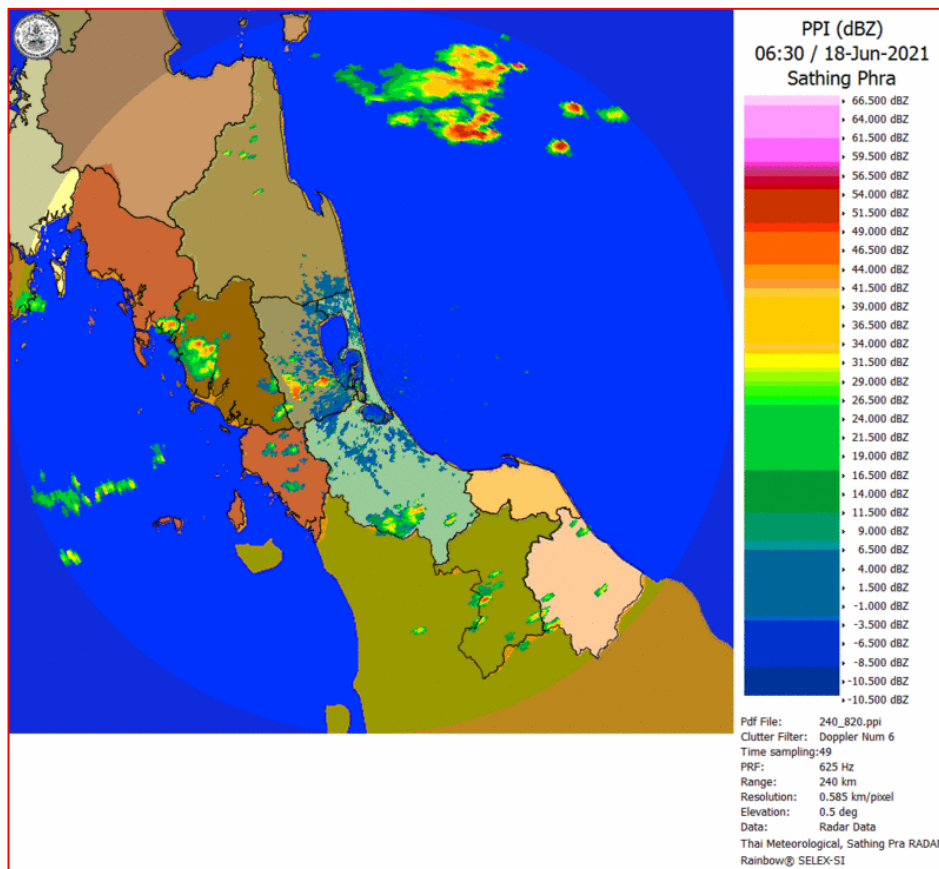 PPI (dBZ)
06:30 / 18-Jun-2021
Sathing Phra
66.500 dBZ
64.000 dBZ
61.500 dBZ
59.500 dBZ
56.500 dBZ
54.000 dBZ
51.500 dBZ
49.000 dBZ
46.500 dBZ
44.000 dBZ
41.500 dBZ
39.000 dBZ
36.500 dBZ
34.000 dBZ
31.500 dBZ
29.000 dBZ
26.500 dBZ
24.000 dBZ
21.500 dBZ
19.000 dBZ
16.500 dBZ
14.000 dBZ
11.500 dBZ
9.000 dBZ
6.500 dBZ
4.000 dBZ
1.500 dBZ
-1.000 dBZ
-3.500 dBZ
-8.500 dBZ
-10.500 dBZ
-10.500 dBZ
Pdf File: 240_820.ppi
Clutter Filter: Doppler Num 6
Time sampling:49
PRF: 625 Hz
Range: 240 km
Resolution: 0.585 km/pixel
Elevation: 0.5 deg
Data: Radar Data
Thai Meteorological, Sathing Pra RADAR
Rainbow® SELEX-SI